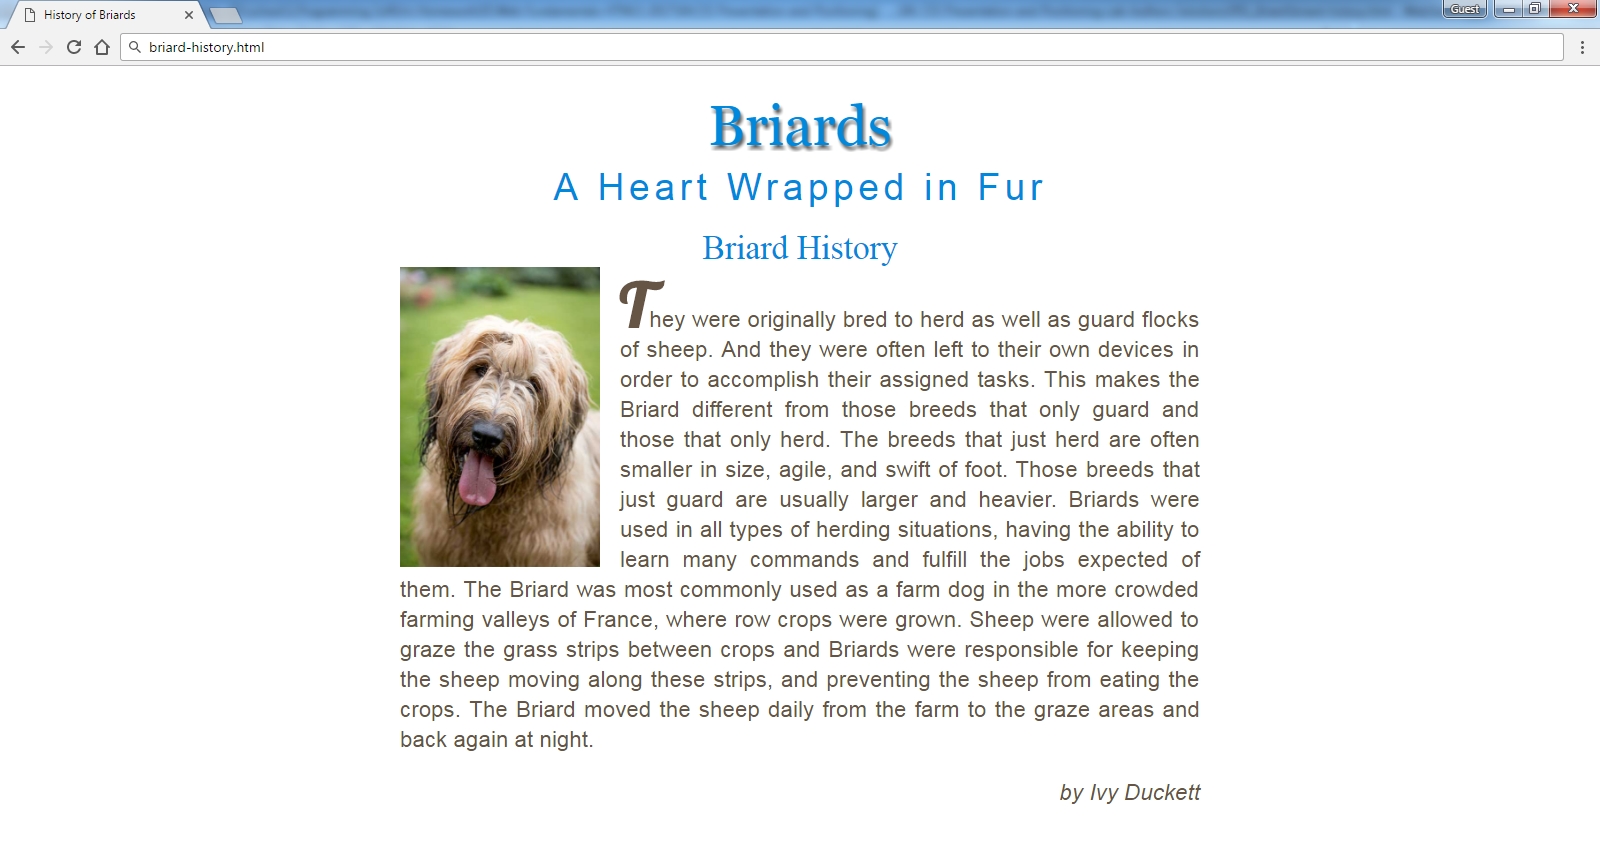 History of Briards
Guest
briard-history.html
Briards
A Heart Wrapped in Fur
Briard History
They were originally bred to herd as well as guard flocks
of sheep. And they were often left to their own devices in
order to accomplish their assigned tasks. This makes the
Briard different from those breeds that only guard and
those that only herd. The breeds that just herd are often
smaller in size, agile, and swift of foot. Those breeds that
just guard are usually larger and heavier. Briards were
used in all types of herding situations, having the ability to
learn many commands and fulfill the jobs expected of
them. The Briard was most commonly used as a farm dog in the more crowded
farming valleys of France, where row crops were grown. Sheep were allowed to
graze the grass strips between crops and Briards were responsible for keeping
the sheep moving along these strips, and preventing the sheep from eating the
crops. The Briard moved the sheep daily from the farm to the graze areas and
back again at night.
by Ivy Duckett